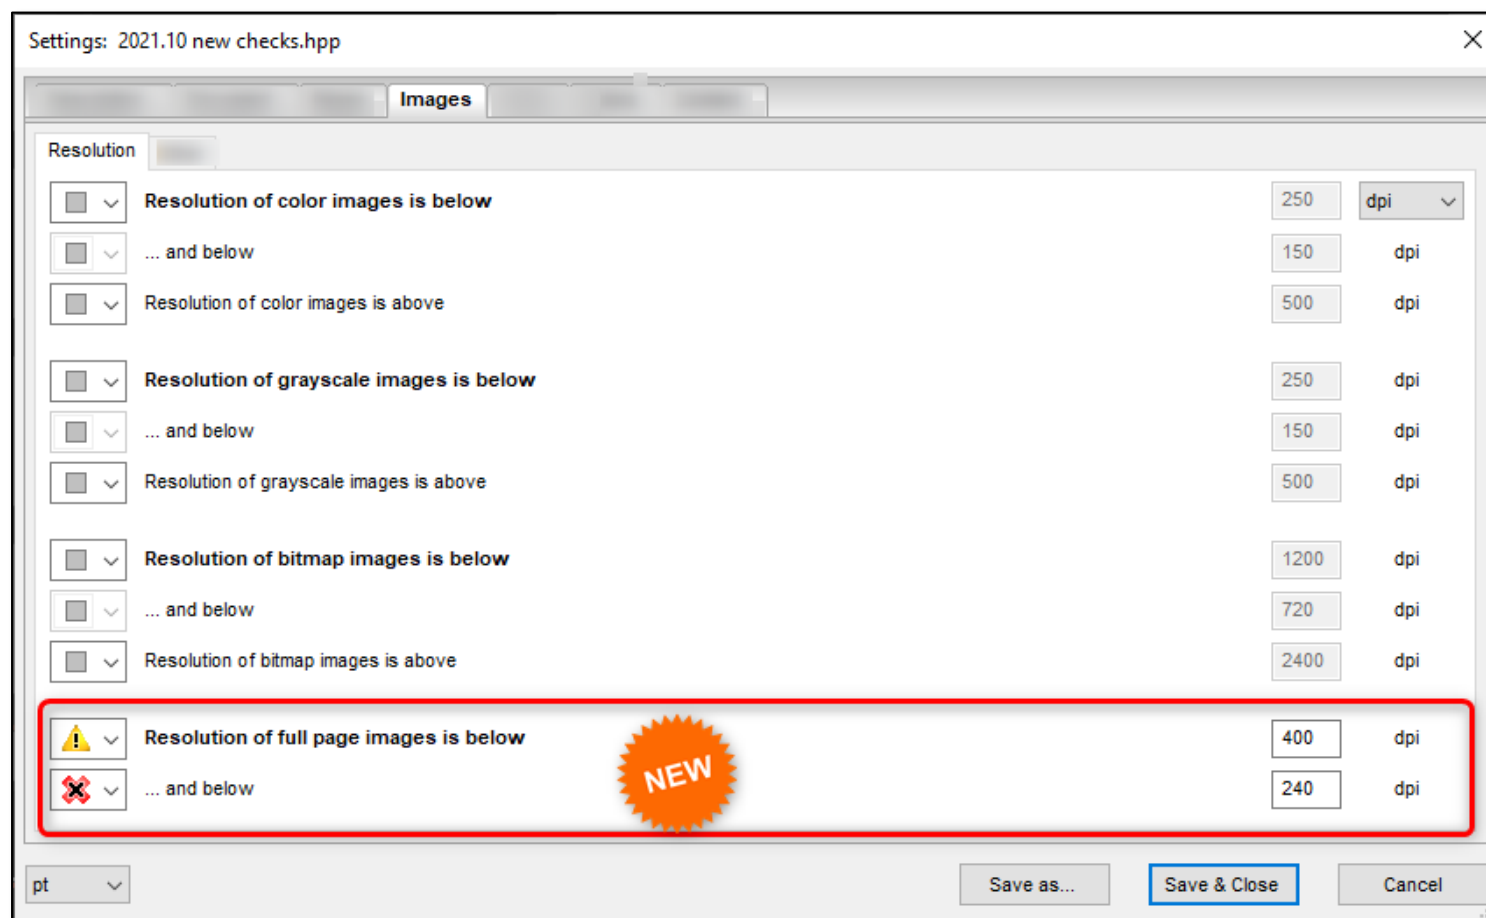 Settings: 2021.10 new checks.hpp
Images
Resolution
Resolution of color images is below 250 dpi
... and below 150 dpi
Resolution of color images is above 500 dpi
Resolution of grayscale images is below 250 dpi
... and below 150 dpi
Resolution of grayscale images is above 500 dpi
Resolution of bitmap images is below 1200 dpi
... and below 720 dpi
Resolution of bitmap images is above 2400 dpi
Resolution of full page images is below 400 dpi
NEW
... and below 240 dpi
pt Save as... Save & Close Cancel